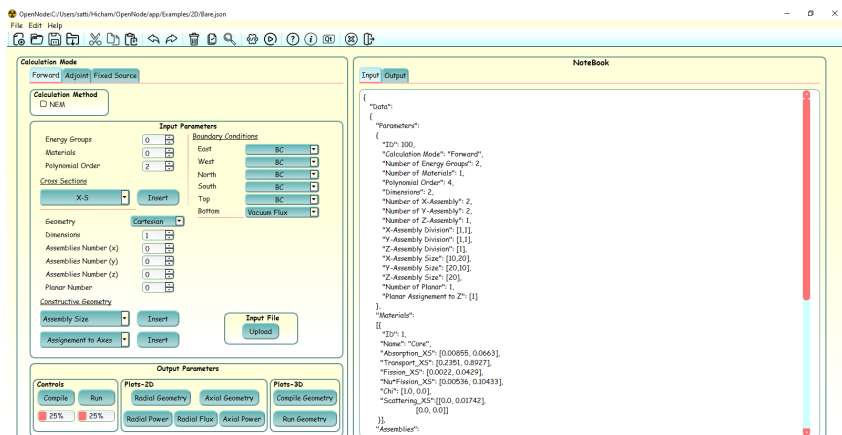 OpenNode:C:/Users/satti/Hicham/OpenNode/app/Examples/2D/Bare.json
File Edit Help
Calculation Mode
Forward Adjoint Fixed Source
Calculation Method
NEM
Input Parameters
Energy Groups 0
Materials 0
Polynomial Order 2
Cross Sections
X-S Insert
Geometry Cartesian
Dimensions 1
Assemblies Number (x) 0
Assemblies Number (y) 0
Assemblies Number (z) 0
Planar Number 0
Constructive Geometry
Assembly Size Insert
Assignement to Axes Insert
Boundary Conditions
East BC
West BC
North BC
South BC
Top BC
Bottom Vacuum Flux
Input File
Upload
Output Parameters
Controls
Compile Run
25% 25%
Plots-2D
Radial Geometry Axial Geometry
Radial Power Radial Flux Axial Power
Plots-3D
Compile Geometry
Run Geometry
NoteBook
Input Output
{
"Data":
{
"Parameters":
{
"ID": 100,
"Calculation Mode": "Forward",
"Number of Energy Groups": 2,
"Number of Materials": 1,
"Polynomial Order": 4,
"Dimensions": 2,
"Number of X-Assembly": 2,
"Number of Y-Assembly": 2,
"Number of Z-Assembly": 1,
"X-Assembly Division": [1,1],
"Y-Assembly Division": [1,1],
"Z-Assembly Division": [1],
"X-Assembly Size": [10,20],
"Y-Assembly Size": [20,10],
"Z-Assembly Size": [20],
"Number of Planar": 1,
"Planar Assignement to Z": [1]
},
"Materials":
[{
"ID": 1,
"Name": "Core",
"Absorption_XS": [0.00855, 0.0663],
"Transport_XS": [0.2351, 0.8927],
"Fission_XS": [0.0022, 0.0429],
"Nu*Fission_XS": [0.00536, 0.10433],
"Chi": [1.0, 0.0],
"Scattering_XS":[[0.0, 0.01742],
[0.0, 0.0]]
}],
"Assemblies":